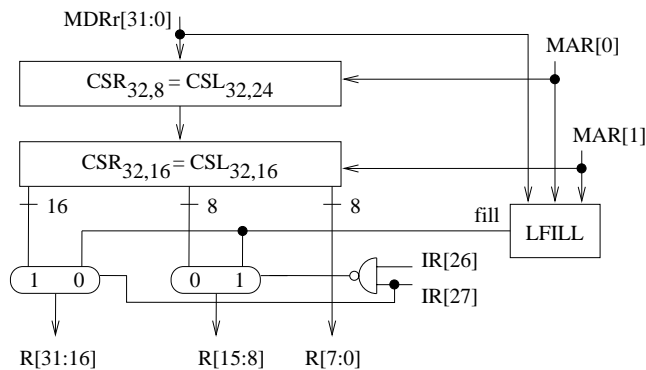 MDRr[31:0]
MAR[0]
CSR32,8 = CSL32,24
MAR[1]
CSR32,16 = CSL32,16
16
8
8
fill
LFILL
1 0
0 1
IR[26]
IR[27]
R[31:16]
R[15:8]
R[7:0]